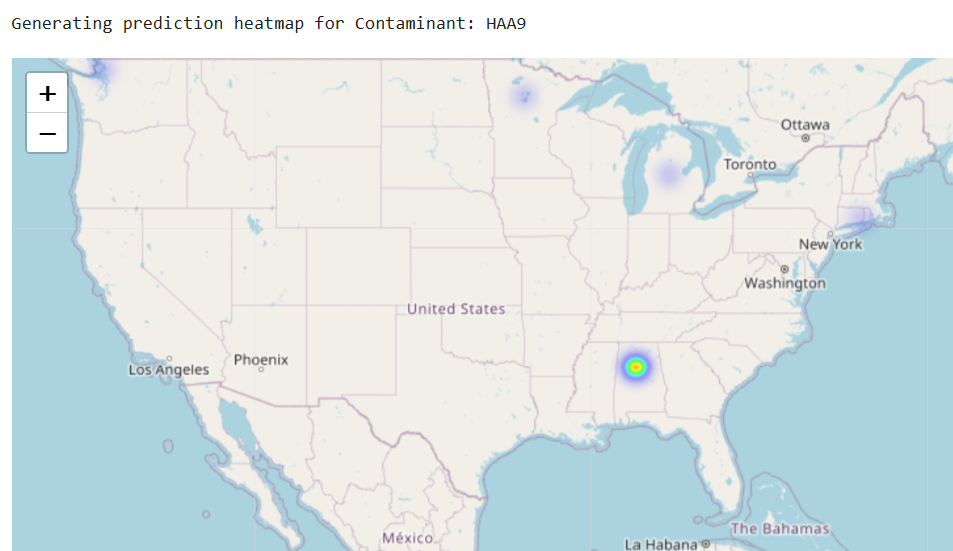 Generating prediction heatmap for Contaminant: HAA9
+
−
Ottawa
Toronto
New York
Washington
United States
Los Angeles
Phoenix
México
The Bahamas
La Habana